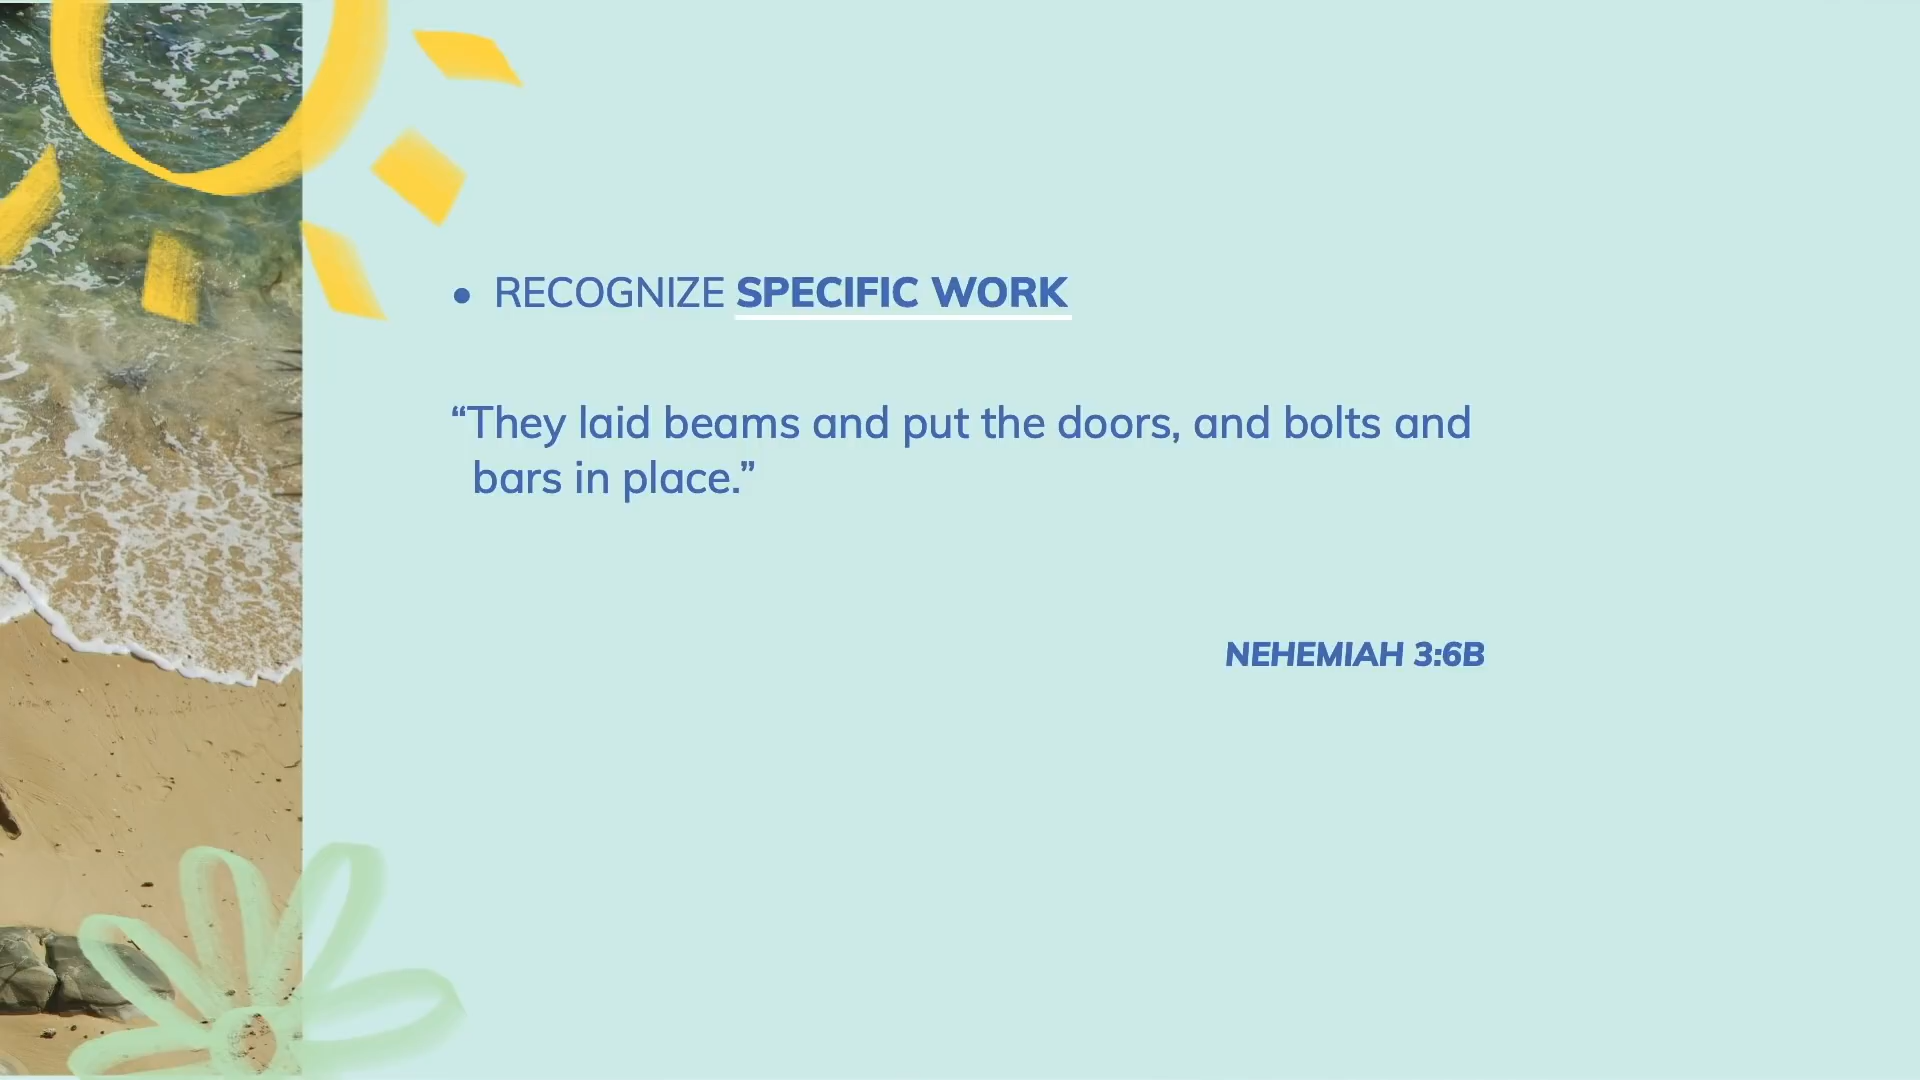 • RECOGNIZE SPECIFIC WORK
“They laid beams and put the doors, and bolts and
bars in place.”
NEHEMIAH 3:6B